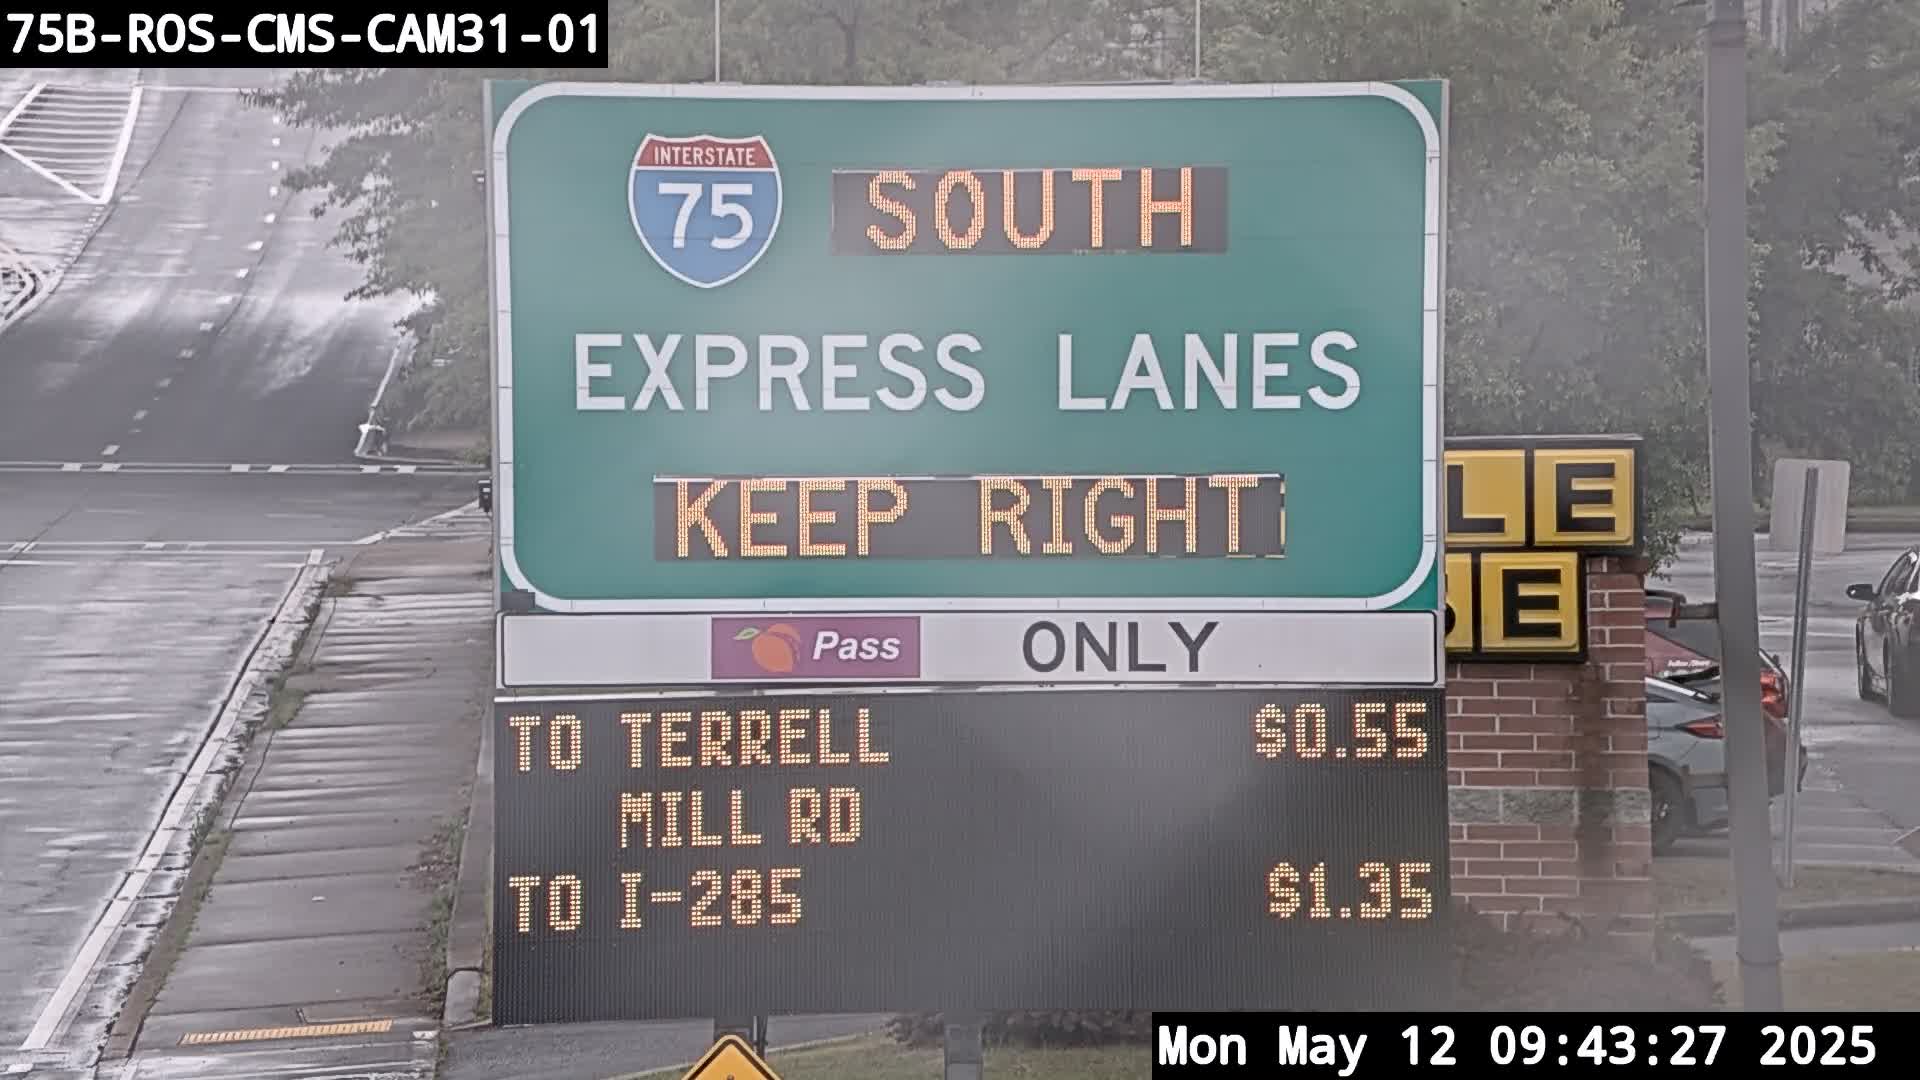 75B-ROS-CMS-CAM31-01
INTERSTATE
75
SOUTH
EXPRESS LANES
KEEP RIGHT
Pass ONLY
TO TERRELL $0.55
MILL RD
TO I-285 $1.35
LE
E
Mon May 12 09:43:27 2025